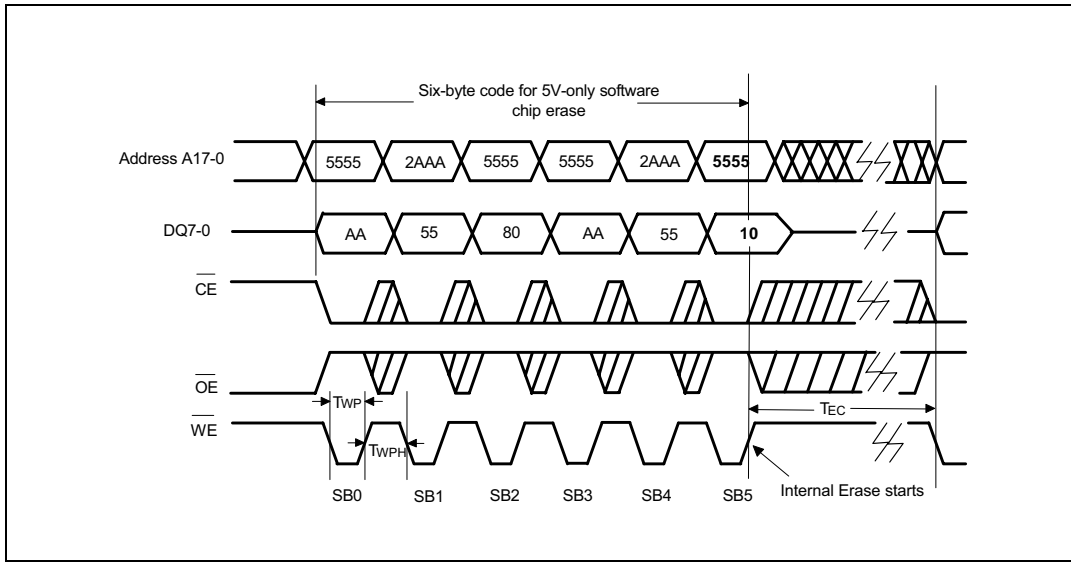 Six-byte code for 5V-only software
chip erase
Address A17-0
5555 2AAA 5555 5555 2AAA 5555
DQ7-0
AA 55 80 AA 55 10
CE
OE
TWP
TEC
WE
TWPH
Internal Erase starts
SB0 SB1 SB2 SB3 SB4 SB5